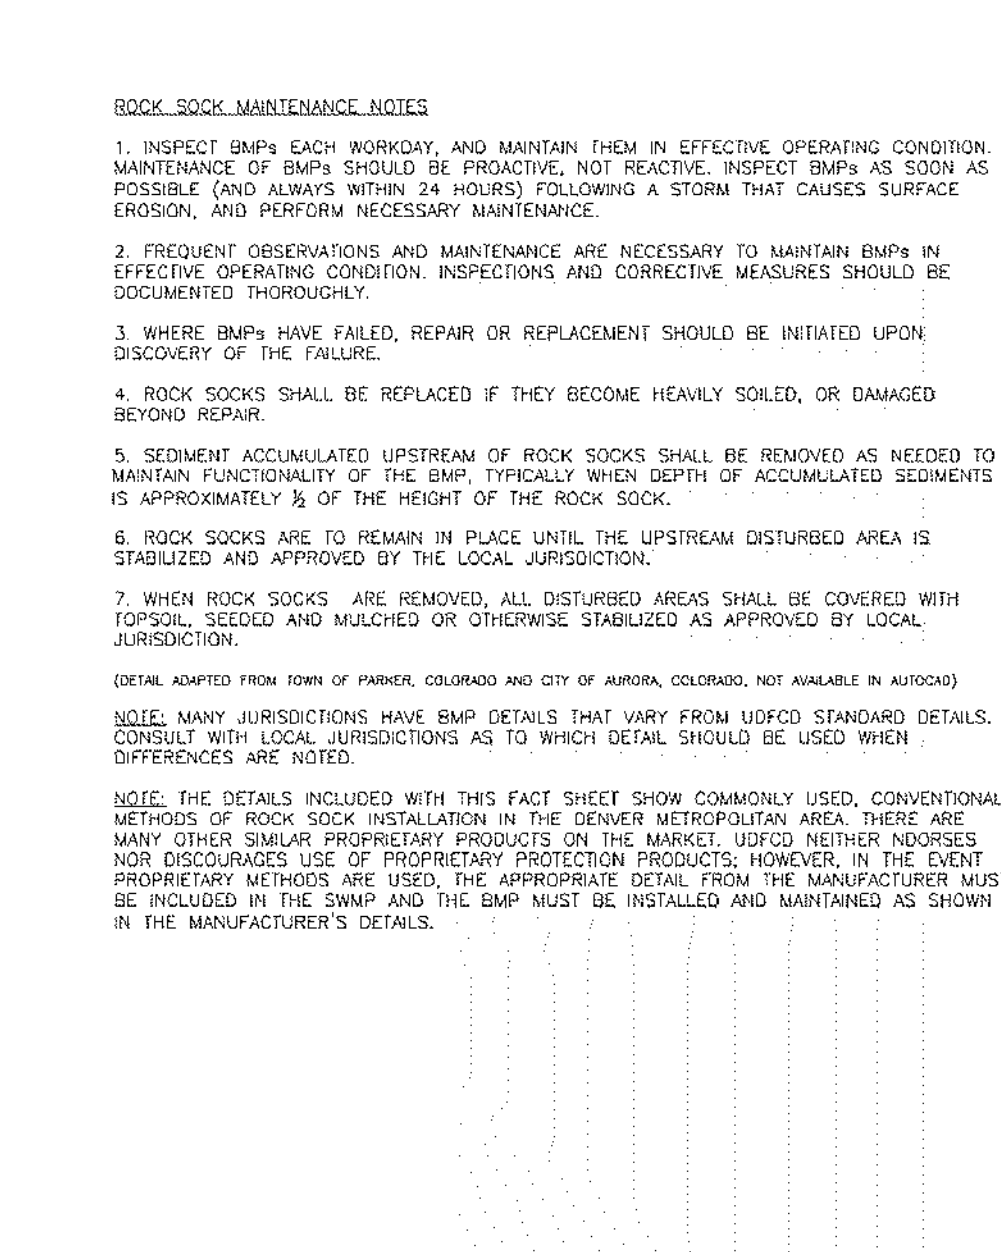 ROCK SOCK MAINTENANCE NOTES
1. INSPECT BMPs EACH WORKDAY, AND MAINTAIN THEM IN EFFECTIVE OPERATING CONDITION.
MAINTENANCE OF BMPs SHOULD BE PROACTIVE, NOT REACTIVE. INSPECT BMPs AS SOON AS
POSSIBLE (AND ALWAYS WITHIN 24 HOURS) FOLLOWING A STORM THAT CAUSES SURFACE
EROSION, AND PERFORM NECESSARY MAINTENANCE.
2. FREQUENT OBSERVATIONS AND MAINTENANCE ARE NECESSARY TO MAINTAIN BMPs IN
EFFECTIVE OPERATING CONDITION. INSPECTIONS AND CORRECTIVE MEASURES SHOULD BE
DOCUMENTED THOROUGHLY.
3. WHERE BMPs HAVE FAILED, REPAIR OR REPLACEMENT SHOULD BE INITIATED UPON
DISCOVERY OF THE FAILURE.
4. ROCK SOCKS SHALL BE REPLACED IF THEY BECOME HEAVILY SOILED, OR DAMAGED
BEYOND REPAIR.
5. SEDIMENT ACCUMULATED UPSTREAM OF ROCK SOCKS SHALL BE REMOVED AS NEEDED TO
MAINTAIN FUNCTIONALITY OF THE BMP, TYPICALLY WHEN DEPTH OF ACCUMULATED SEDIMENTS
IS APPROXIMATELY ½ OF THE HEIGHT OF THE ROCK SOCK.
6. ROCK SOCKS ARE TO REMAIN IN PLACE UNTIL THE UPSTREAM DISTURBED AREA IS
STABILIZED AND APPROVED BY THE LOCAL JURISDICTION.
7. WHEN ROCK SOCKS ARE REMOVED, ALL DISTURBED AREAS SHALL BE COVERED WITH
TOPSOIL, SEEDED AND MULCHED OR OTHERWISE STABILIZED AS APPROVED BY LOCAL
JURISDICTION.
(DETAIL ADAPTED FROM TOWN OF PARKER, COLORADO AND CITY OF AURORA, COLORADO, NOT AVAILABLE IN AUTOCAD)
NOTE: MANY JURISDICTIONS HAVE BMP DETAILS THAT VARY FROM UDFCD STANDARD DETAILS.
CONSULT WITH LOCAL JURISDICTIONS AS TO WHICH DETAIL SHOULD BE USED WHEN
DIFFERENCES ARE NOTED.
NOTE: THE DETAILS INCLUDED WITH THIS FACT SHEET SHOW COMMONLY USED, CONVENTIONAL
METHODS OF ROCK SOCK INSTALLATION IN THE DENVER METROPOLITAN AREA. THERE ARE
MANY OTHER SIMILAR PROPRIETARY PRODUCTS ON THE MARKET. UDFCD NEITHER NDORSES
NOR DISCOURAGES USE OF PROPRIETARY PROTECTION PRODUCTS; HOWEVER, IN THE EVENT
PROPRIETARY METHODS ARE USED, THE APPROPRIATE DETAIL FROM THE MANUFACTURER MUS
BE INCLUDED IN THE SWMP AND THE BMP MUST BE INSTALLED AND MAINTAINED AS SHOWN
IN THE MANUFACTURER'S DETAILS.